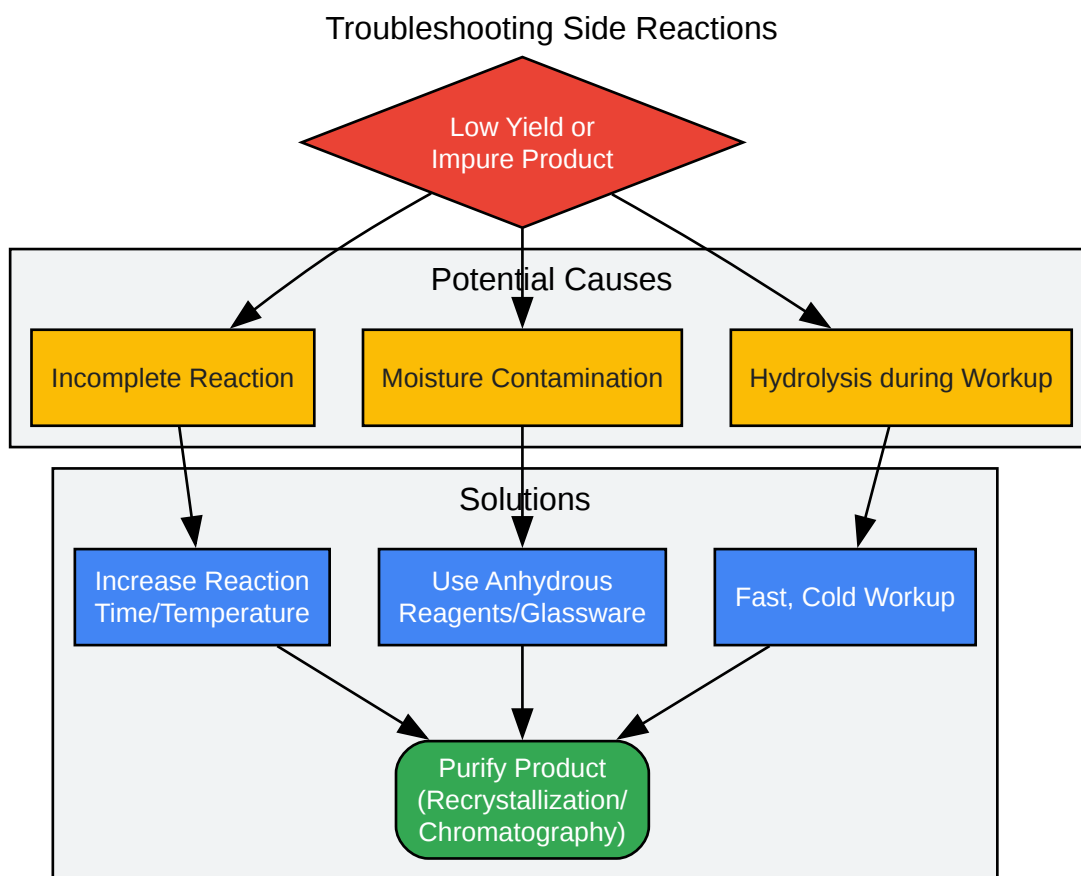 Troubleshooting Side Reactions
Low Yield or
Impure Product
Potential Causes
Incomplete Reaction
Moisture Contamination
Hydrolysis during Workup
Solutions
Increase Reaction
Time/Temperature
Use Anhydrous
Reagents/Glassware
Fast, Cold Workup
Purify Product
(Recrystallization/
Chromatography)